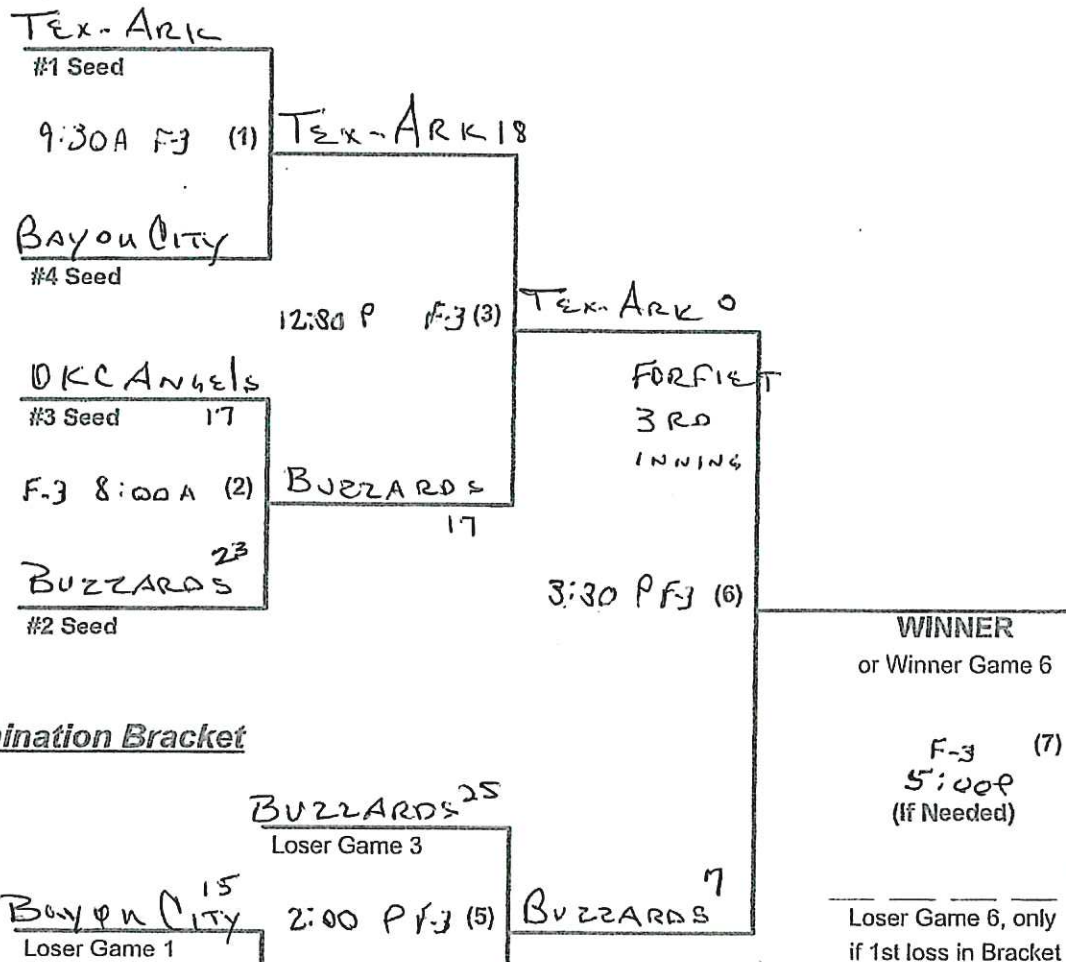 Tex-Ark
#1 Seed
9:30A F-3 (1)
Tex-Ark 18
Bayou City
#4 Seed
12:30 P F-3 (3)
Tex-Ark 0
OKC Angels
#3 Seed 17
FORFIET
3RD
INNING
F-3 8:00A (2)
BUZZARDS
17
BUZZARDS 23
#2 Seed
3:30 P F-3 (6)
WINNER
or Winner Game 6
ination Bracket
F-3 (7)
5:00P
(If Needed)
BUZZARDS 25
Loser Game 3
Bayou City 15
Loser Game 1
2:00 P F-3 (5)
BUZZARDS 7
Loser Game 6, only
if 1st loss in Bracket